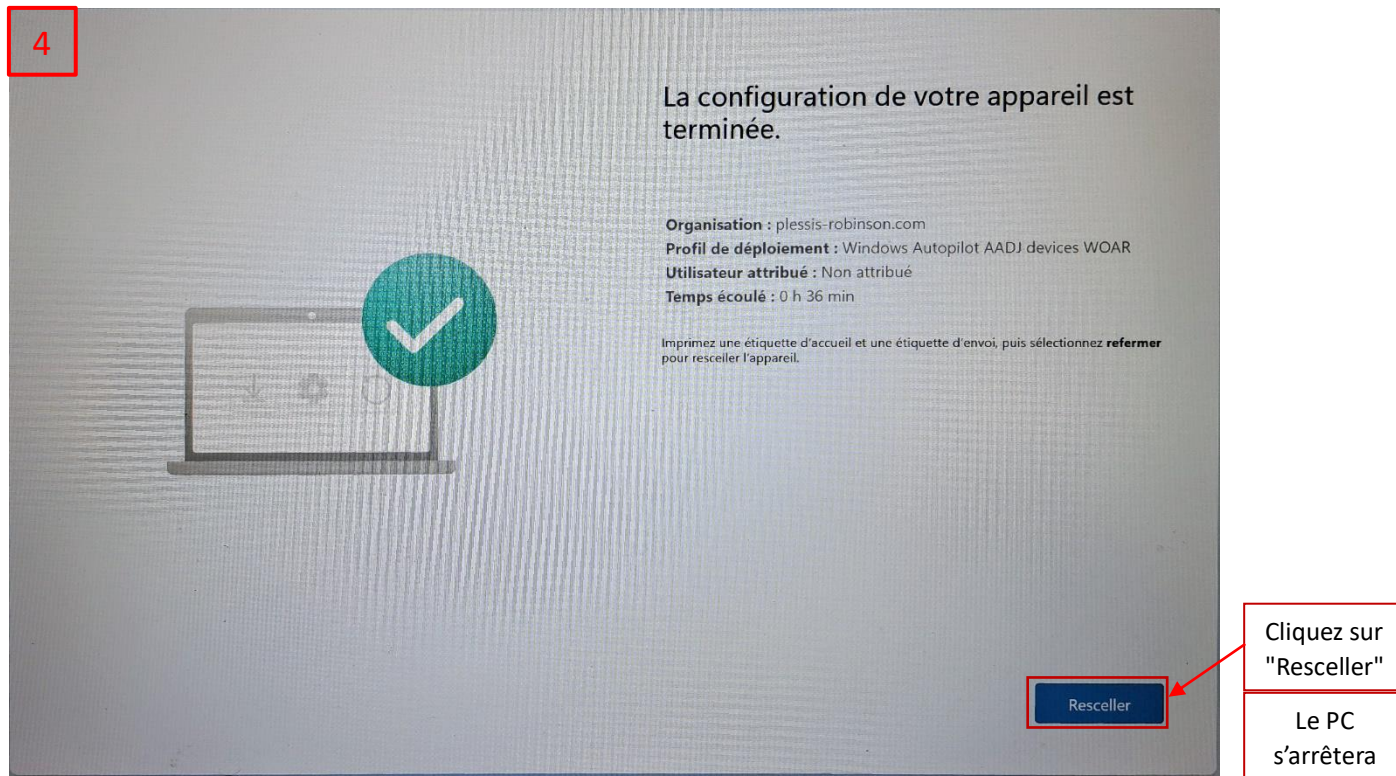 4
La configuration de votre appareil est
terminée.
Organisation : plessis-robinson.com
Profil de déploiement : Windows Autopilot AADJ devices WOAR
Utilisateur attribué : Non attribué
Temps écoulé : 0 h 36 min
Imprimez une étiquette d'accueil et une étiquette d'envoi, puis sélectionnez refermer
pour resceller l'appareil.
Resceller
Cliquez sur
"Resceller"
Le PC
s'arrêtera